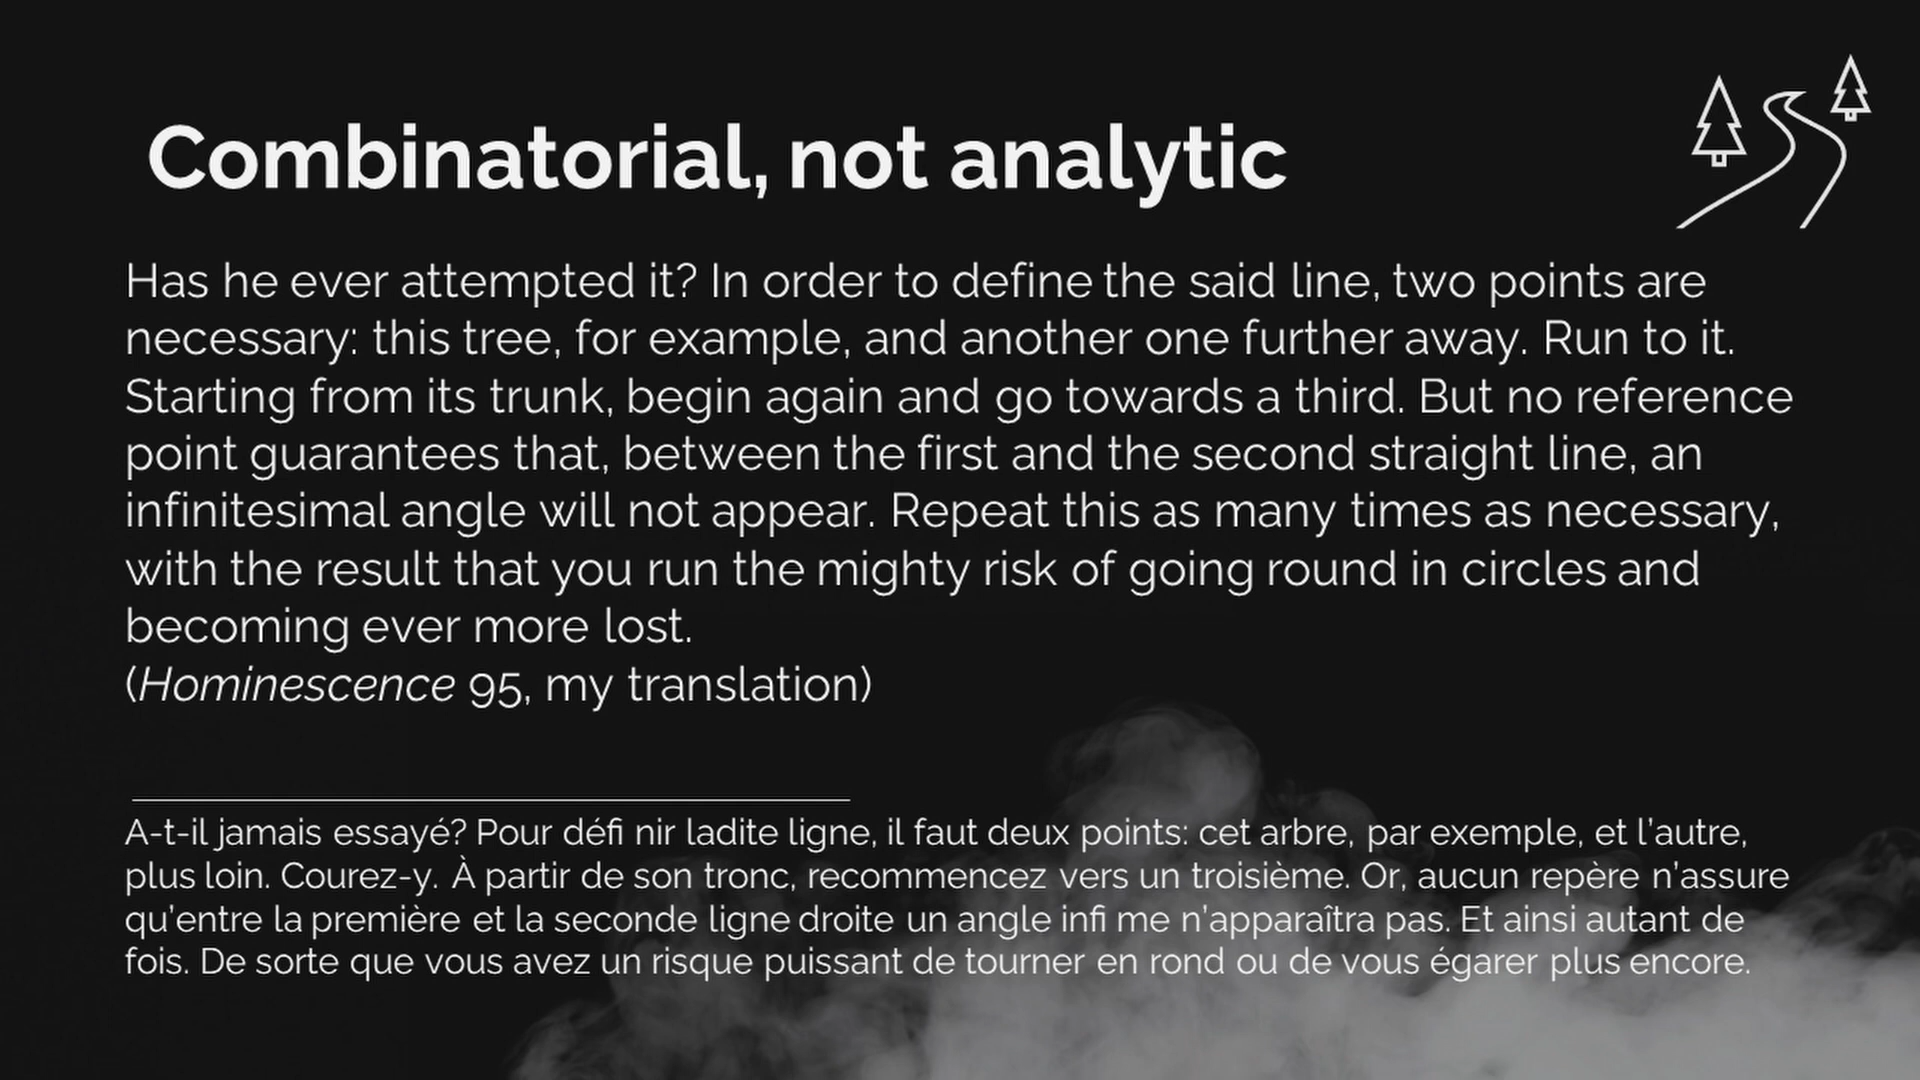 Combinatorial, not analytic
Has he ever attempted it? In order to define the said line, two points are
necessary: this tree, for example, and another one further away. Run to it.
Starting from its trunk, begin again and go towards a third. But no reference
point guarantees that, between the first and the second straight line, an
infinitesimal angle will not appear. Repeat this as many times as necessary,
with the result that you run the mighty risk of going round in circles and
becoming ever more lost.
(Hominescence 95, my translation)
A-t-il jamais essayé? Pour défi nir ladite ligne, il faut deux points: cet arbre, par exemple, et l’autre,
plus loin. Courez-y. À partir de son tronc, recommencez vers un troisième. Or, aucun repère n’assure
qu’entre la première et la seconde ligne droite un angle infi me n’apparaîtra pas. Et ainsi autant de
fois. De sorte que vous avez un risque puissant de tourner en rond ou de vous égarer plus encore.